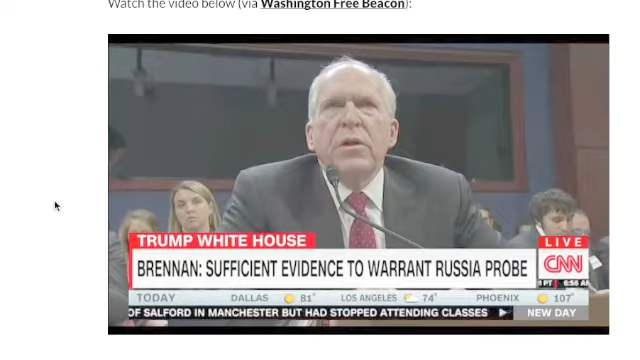 Watch the video below (via Washington Free Beacon):
TRUMP WHITE HOUSE
LIVE
BRENNAN: SUFFICIENT EVIDENCE TO WARRANT RUSSIA PROBE
CNN
6:56 A
TODAY DALLAS 81° LOS ANGELES 74° PHOENIX 107°
OF SALFORD IN MANCHESTER BUT HAD STOPPED ATTENDING CLASSES
NEW DAY